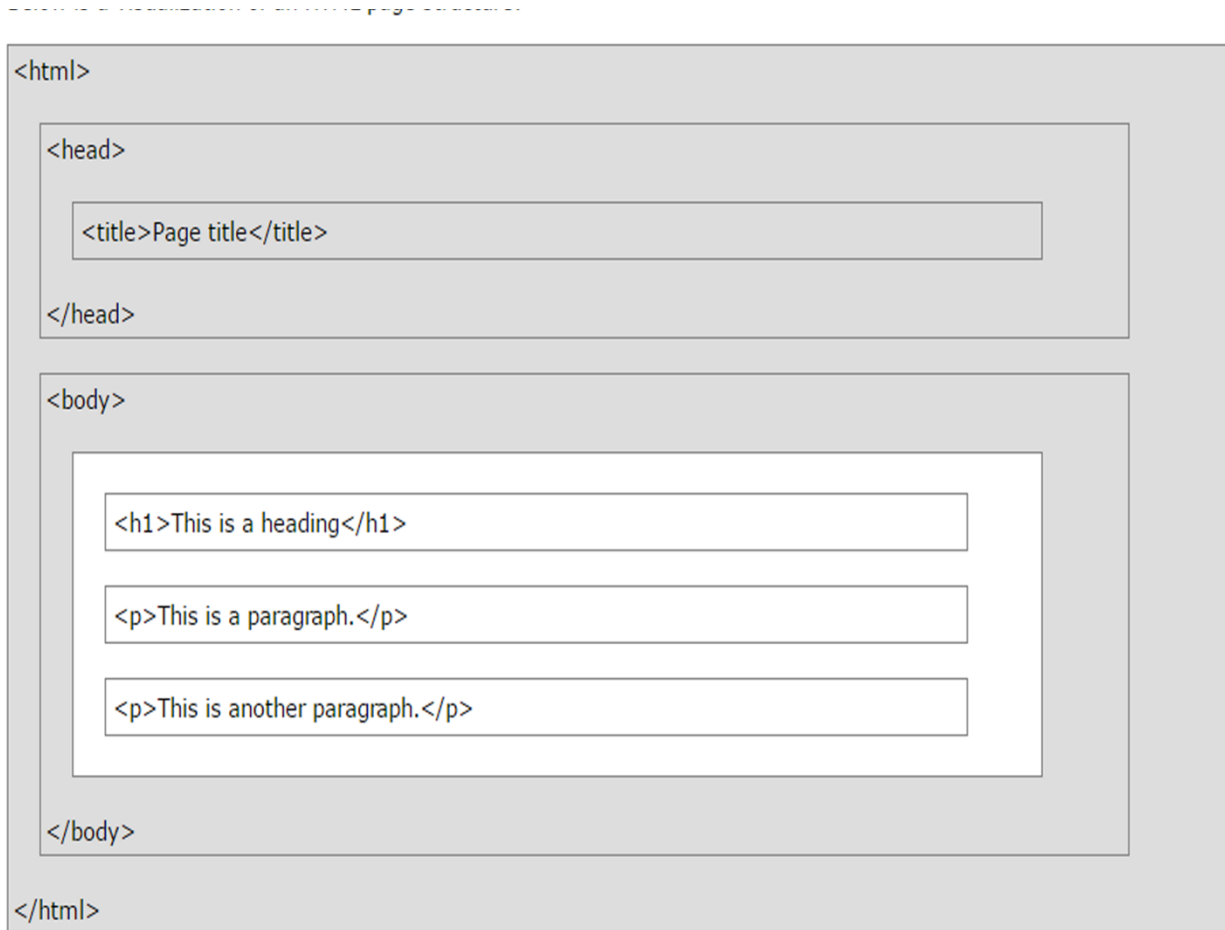 <html>
<head>
<title>Page title</title>
</head>
<body>
<h1>This is a heading</h1>
<p>This is a paragraph.</p>
<p>This is another paragraph.</p>
</body>
</html>